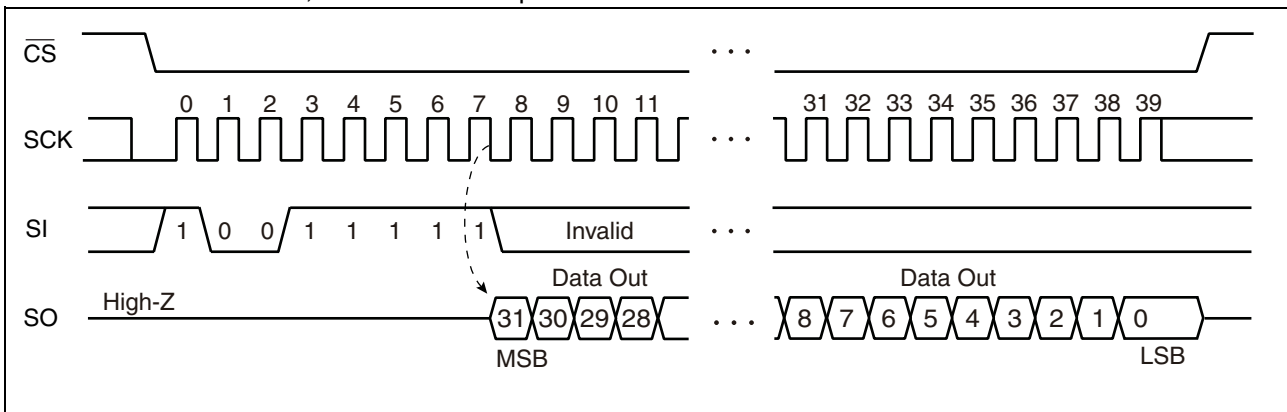 CS
0 1 2 3 4 5 6 7 8 9 10 11 31 32 33 34 35 36 37 38 39
SCK
SI 1 0 0 1 1 1 1 1 Invalid
Data Out Data Out
High-Z
SO 31 30 29 28 8 7 6 5 4 3 2 1 0
MSB LSB